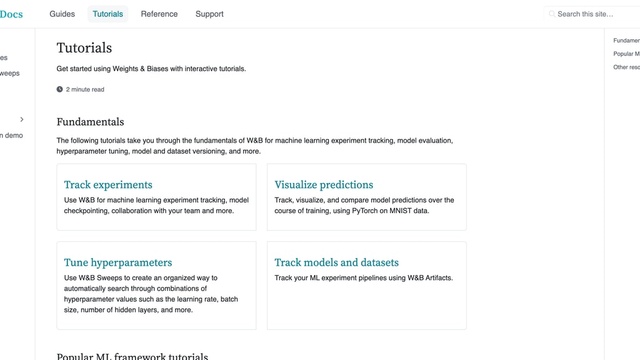 Docs
Guides
Tutorials
Reference
Support
Search this site…
sweeps
demo
Tutorials
Get started using Weights & Biases with interactive tutorials.
2 minute read
Fundamentals
The following tutorials take you through the fundamentals of W&B for machine learning experiment tracking, model evaluation,
hyperparameter tuning, model and dataset versioning, and more.
Track experiments
Use W&B for machine learning experiment tracking, model
checkpointing, collaboration with your team and more.
Visualize predictions
Track, visualize, and compare model predictions over the
course of training, using PyTorch on MNIST data.
Tune hyperparameters
Use W&B Sweeps to create an organized way to
automatically search through combinations of
hyperparameter values such as the learning rate, batch
size, number of hidden layers, and more.
Track models and datasets
Track your ML experiment pipelines using W&B Artifacts.
Popular ML framework tutorials
Popular
Other